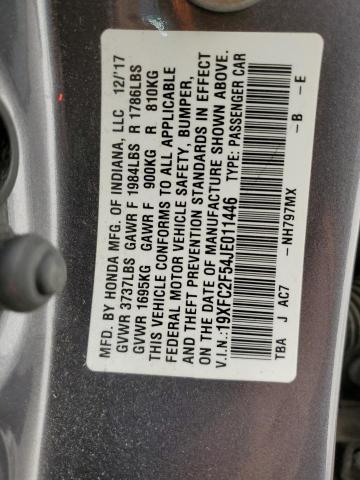 MFD. BY HONDA MFG. OF INDIANA, LLC 12/'17
GVWR 3737LBS GAWR F 1984LBS R 1786LBS
GVWR 1695KG GAWR F 900KG R 810KG
THIS VEHICLE CONFORMS TO ALL APPLICABLE
FEDERAL MOTOR VEHICLE SAFETY, BUMPER,
AND THEFT PREVENTION STANDARDS IN EFFECT
ON THE DATE OF MANUFACTURE SHOWN ABOVE.
V.I.N.:19XFC2F54JE011446 TYPE: PASSENGER CAR
TBA J AC7 -NH797MX -B -E